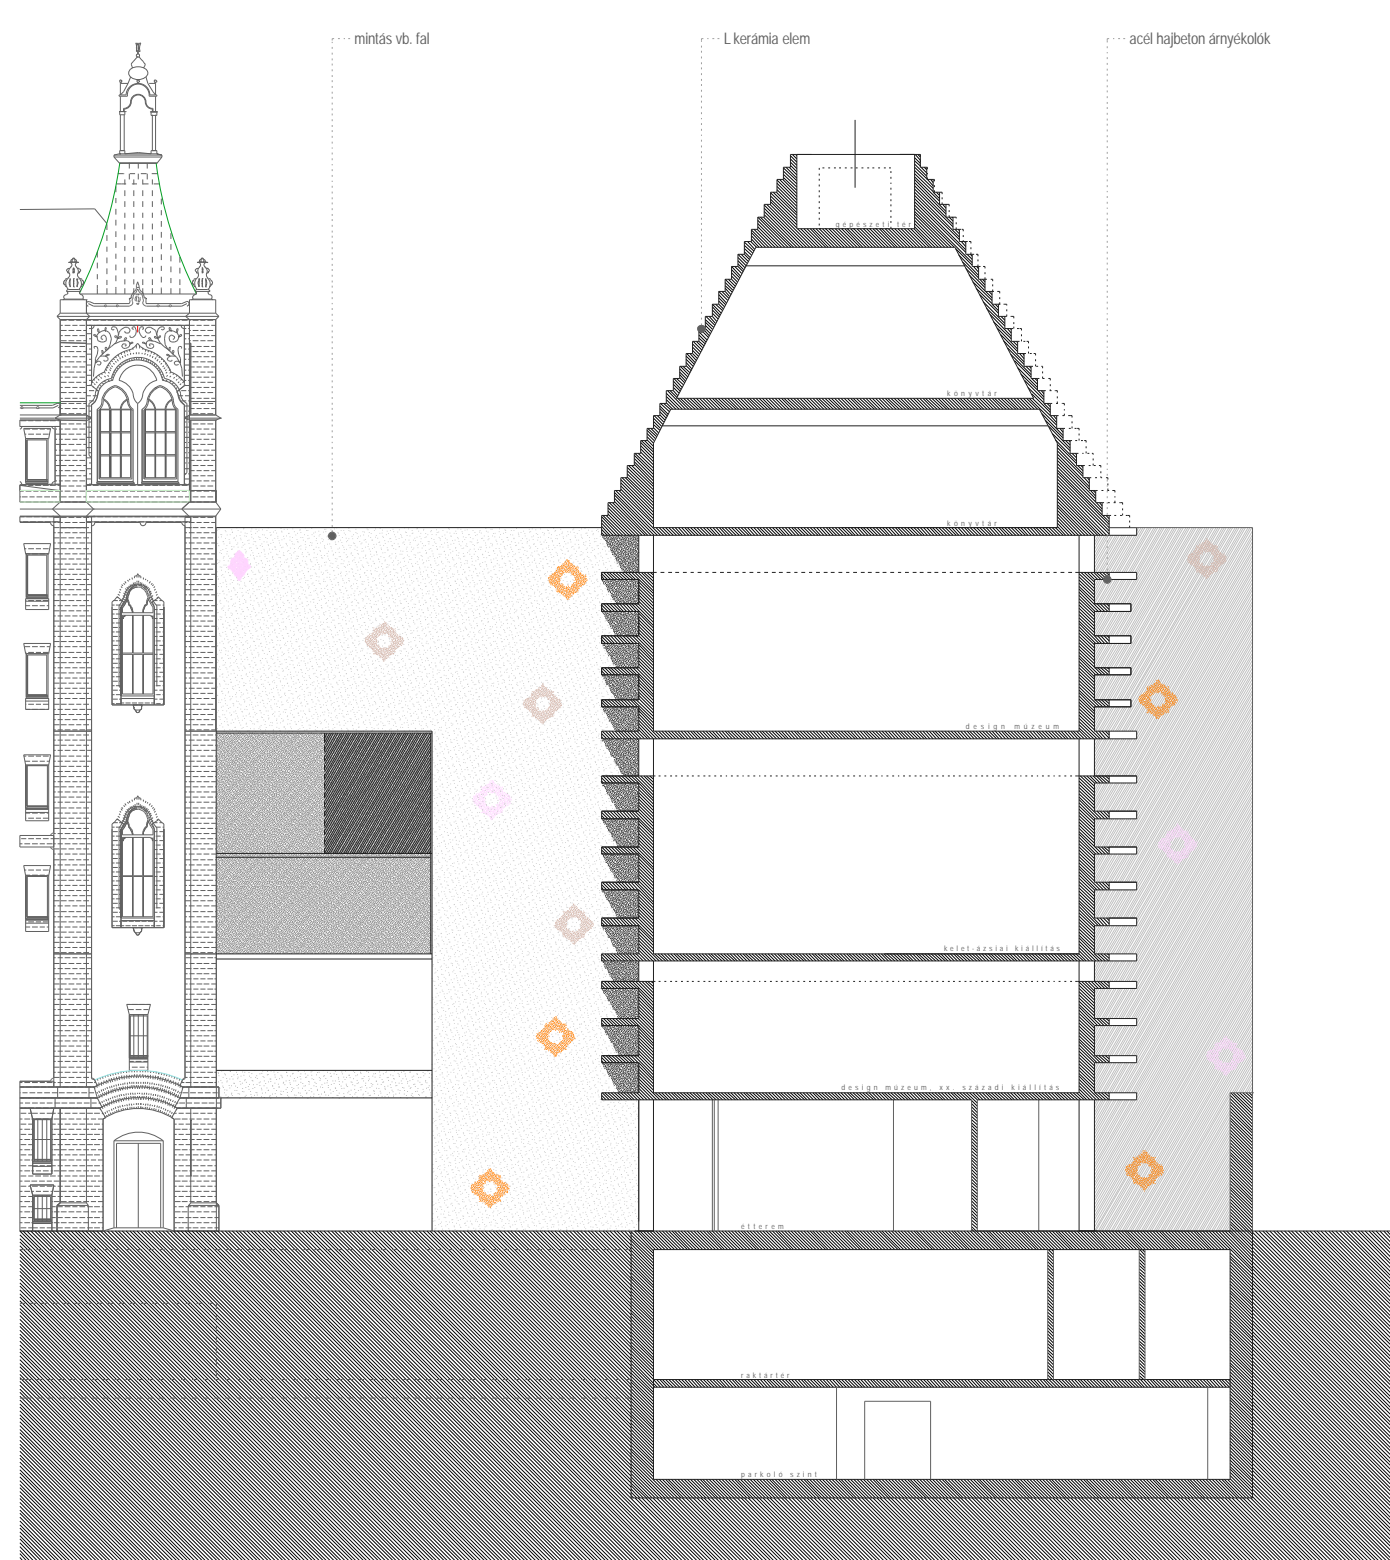 mintás vb. fal
L kerámia elem
acél hajbeton árnyékolók
gépészeti tér
könyvtár
könyvtár
design múzeum
kelet-ázsiai kiállítás
design múzeum, xx. századi kiállítás
étterem
raktártér
parkoló szint